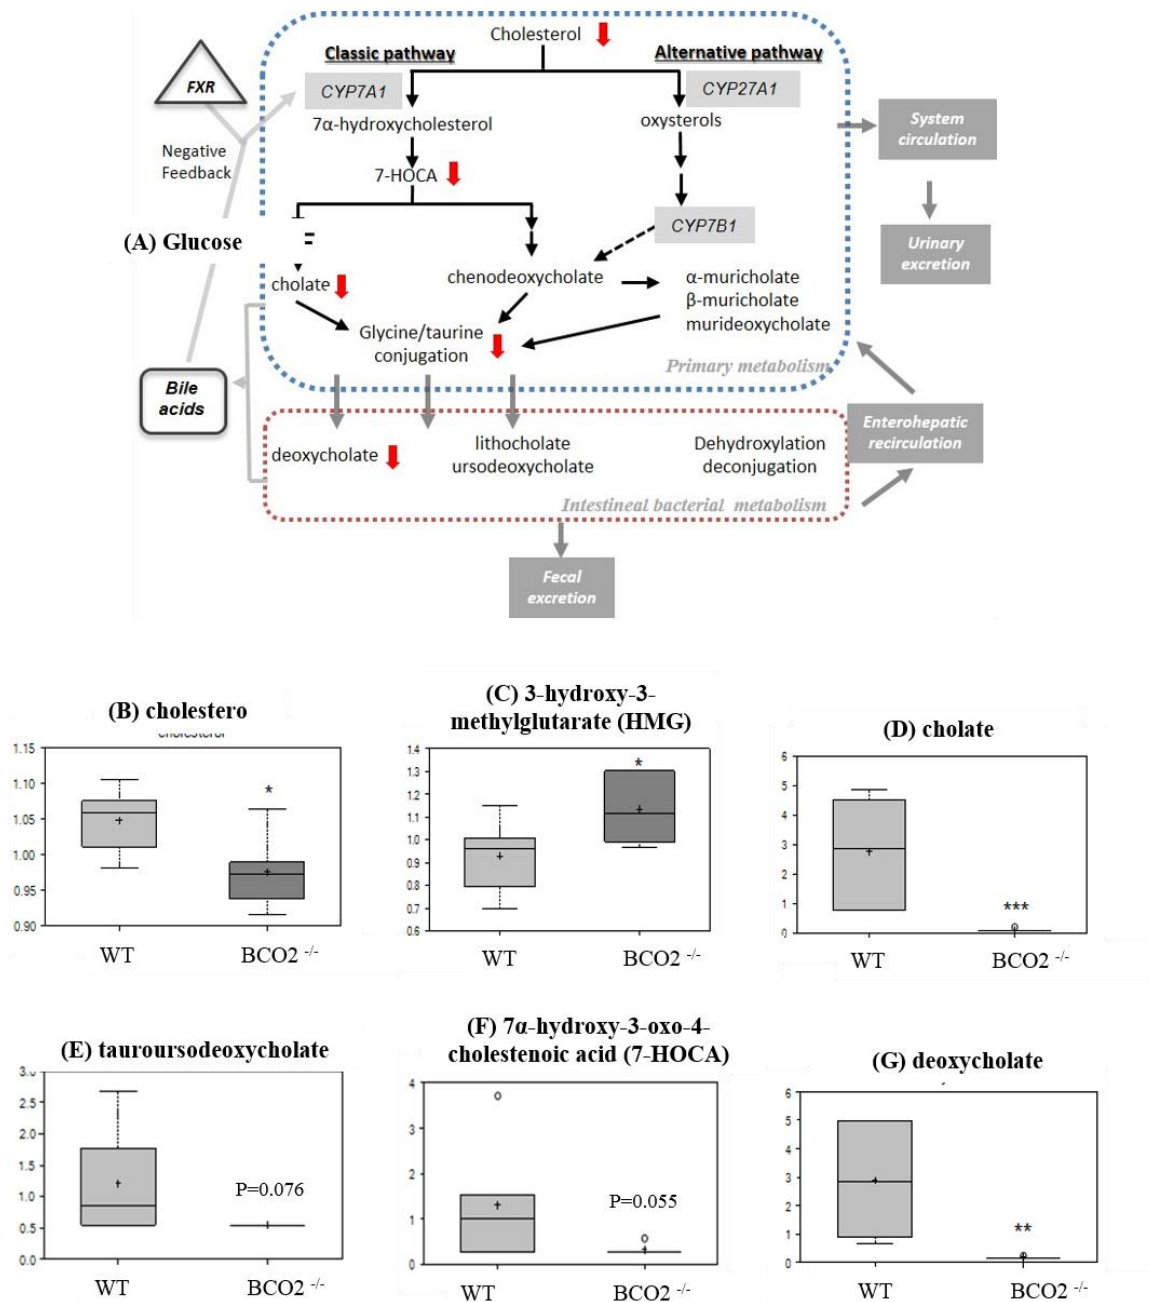 Cholesterol
Classic pathway
Alternative pathway
FXR
CYP7A1
CYP27A1
7α-hydroxycholesterol
oxysterols
System
circulation
Negative
Feedback
7-HOCA
CYP7B1
(A) Glucose
Urinary
excretion
cholate
chenodeoxycholate
α-muricholate
β-muricholate
murideoxycholate
Glycine/taurine
conjugation
Primary metabolism
Bile
acids
Enterohepatic
recirculation
deoxycholate
lithocholate
ursodeoxycholate
Dehydroxylation
deconjugation
Intestineal bacterial metabolism
Fecal
excretion
(B) cholestero
1.15
1.10
1.05
1.00
0.95
0.90
*
WT
BCO2 -/-
(C) 3-hydroxy-3-
methylglutarate (HMG)
1.4
1.3
1.2
1.1
1.0
0.9
0.8
0.7
0.6
*
WT
BCO2 -/-
(D) cholate
6
5
4
3
2
1
0
***
WT
BCO2 -/-
(E) tauroursodeoxycholate
3.0
2.5
2.0
1.5
1.0
0.5
0.0
P=0.076
WT
BCO2 -/-
(F) 7α-hydroxy-3-oxo-4-
cholestenoic acid (7-HOCA)
4
3
2
1
0
P=0.055
WT
BCO2 -/-
(G) deoxycholate
6
5
4
3
2
1
0
**
WT
BCO2 -/-